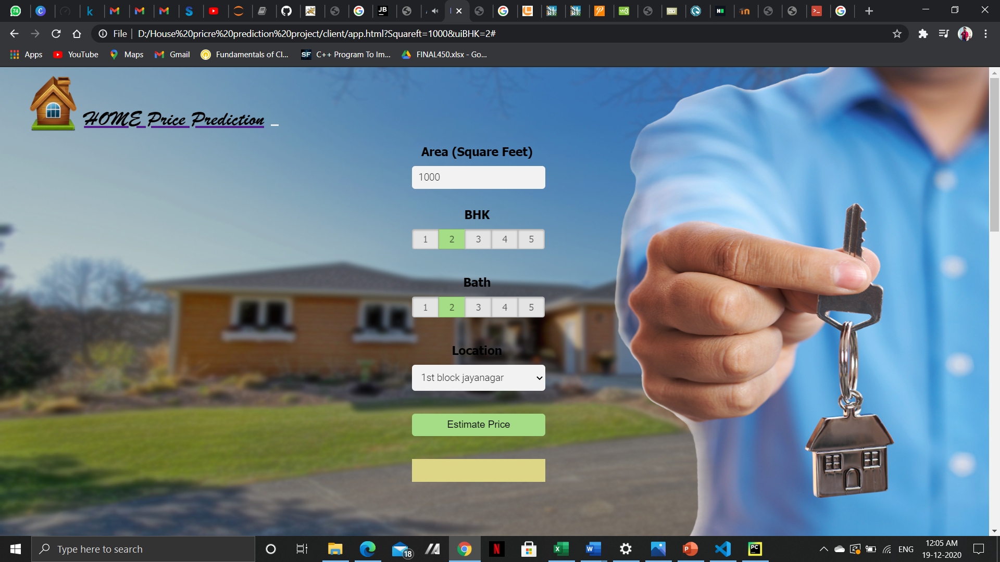 File D:/House%20pricre%20prediction%20project/client/app.html?Squareft=1000&uiBHK=2#
Apps YouTube Maps Gmail Fundamentals of Cl... C++ Program To Im... FINAL450.xlsx - Go...
HOME Price Prediction _
Area (Square Feet)
1000
BHK
1 2 3 4 5
Bath
1 2 3 4 5
Location
1st block jayanagar
Estimate Price
Type here to search
18
ENG
12:05 AM
19-12-2020